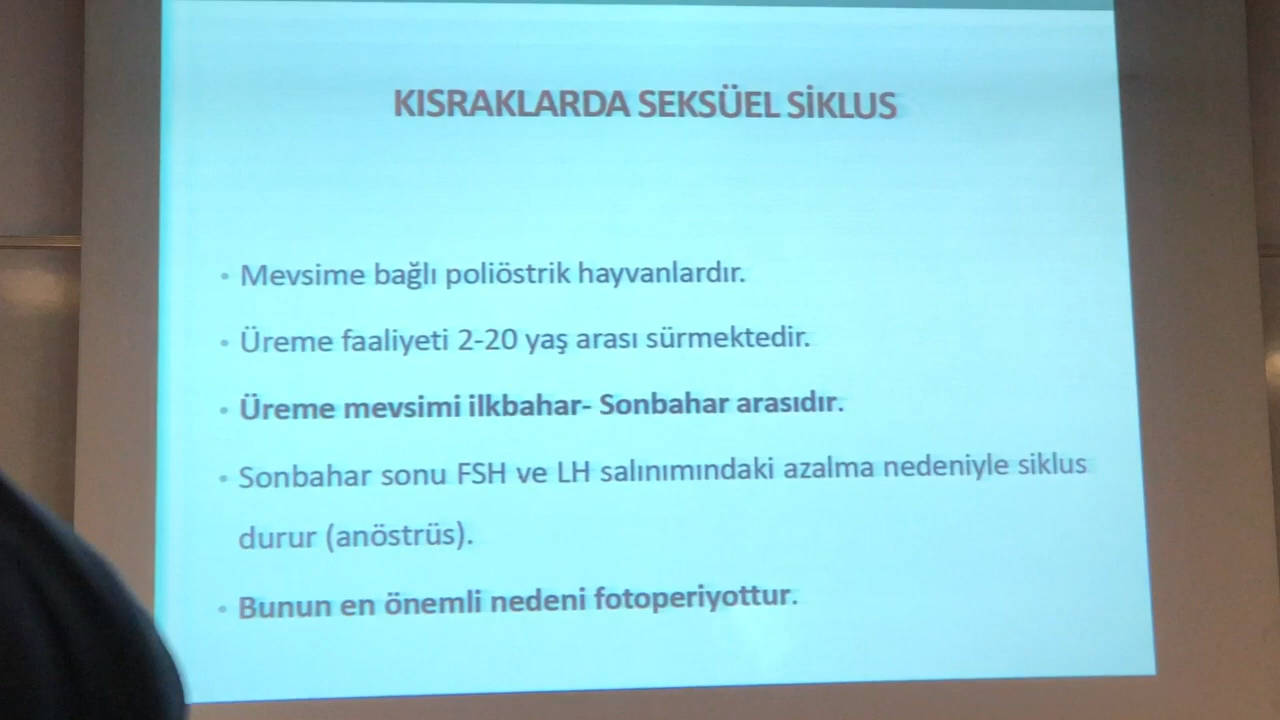 KISRAKLARDA SEKSÜEL SİKLUS
• Mevsime bağlı poliöstrik hayvanlardır.
• Üreme faaliyeti 2-20 yaş arası sürmektedir.
• Üreme mevsimi ilkbahar- Sonbahar arasıdır.
• Sonbahar sonu FSH ve LH salınımındaki azalma nedeniyle siklus
durur (anöstrüs).
• Bunun en önemli nedeni fotoperiyottur.